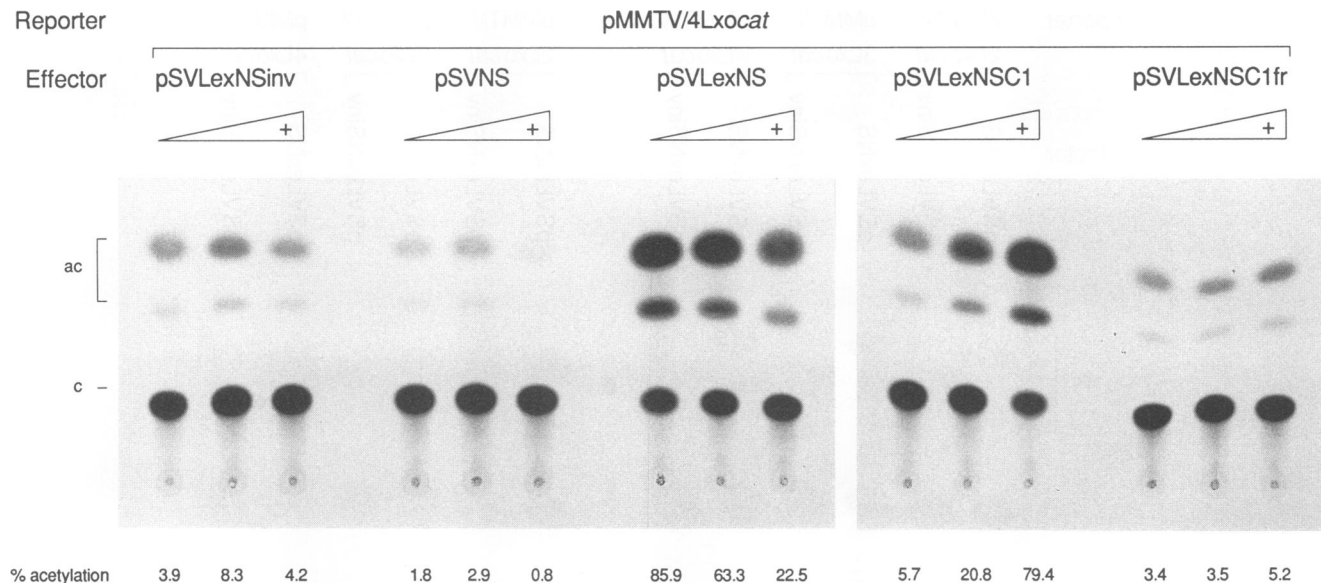 Reporter pMMTV/4Lxocat
Effector pSVLexNSinv pSVNS pSVLexNS pSVLexNSC1 pSVLexNSC1fr
+ + + + +
ac
c
% acetylation 3.9 8.3 4.2 1.8 2.9 0.8 85.9 63.3 22.5 5.7 20.8 79.4 3.4 3.5 5.2